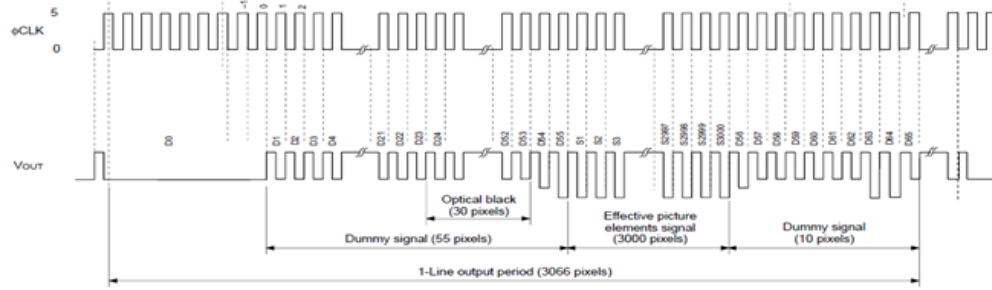 5
φCLK
0
−1 0 1 2
D0 D1 D2 D3 D4 D21 D22 D23 D24 D52 D53 D64 D55 S1 S2 S3 S2997 S2998 S2999 S3000 D56 D57 D58 D59 D60 D61 D62 D63 D64 D65
VOUT
Optical black
(30 pixels)
Effective picture
elements signal
(3000 pixels)
Dummy signal
(10 pixels)
Dummy signal (55 pixels)
1-Line output period (3066 pixels)